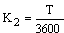 K₂ = T / 3600